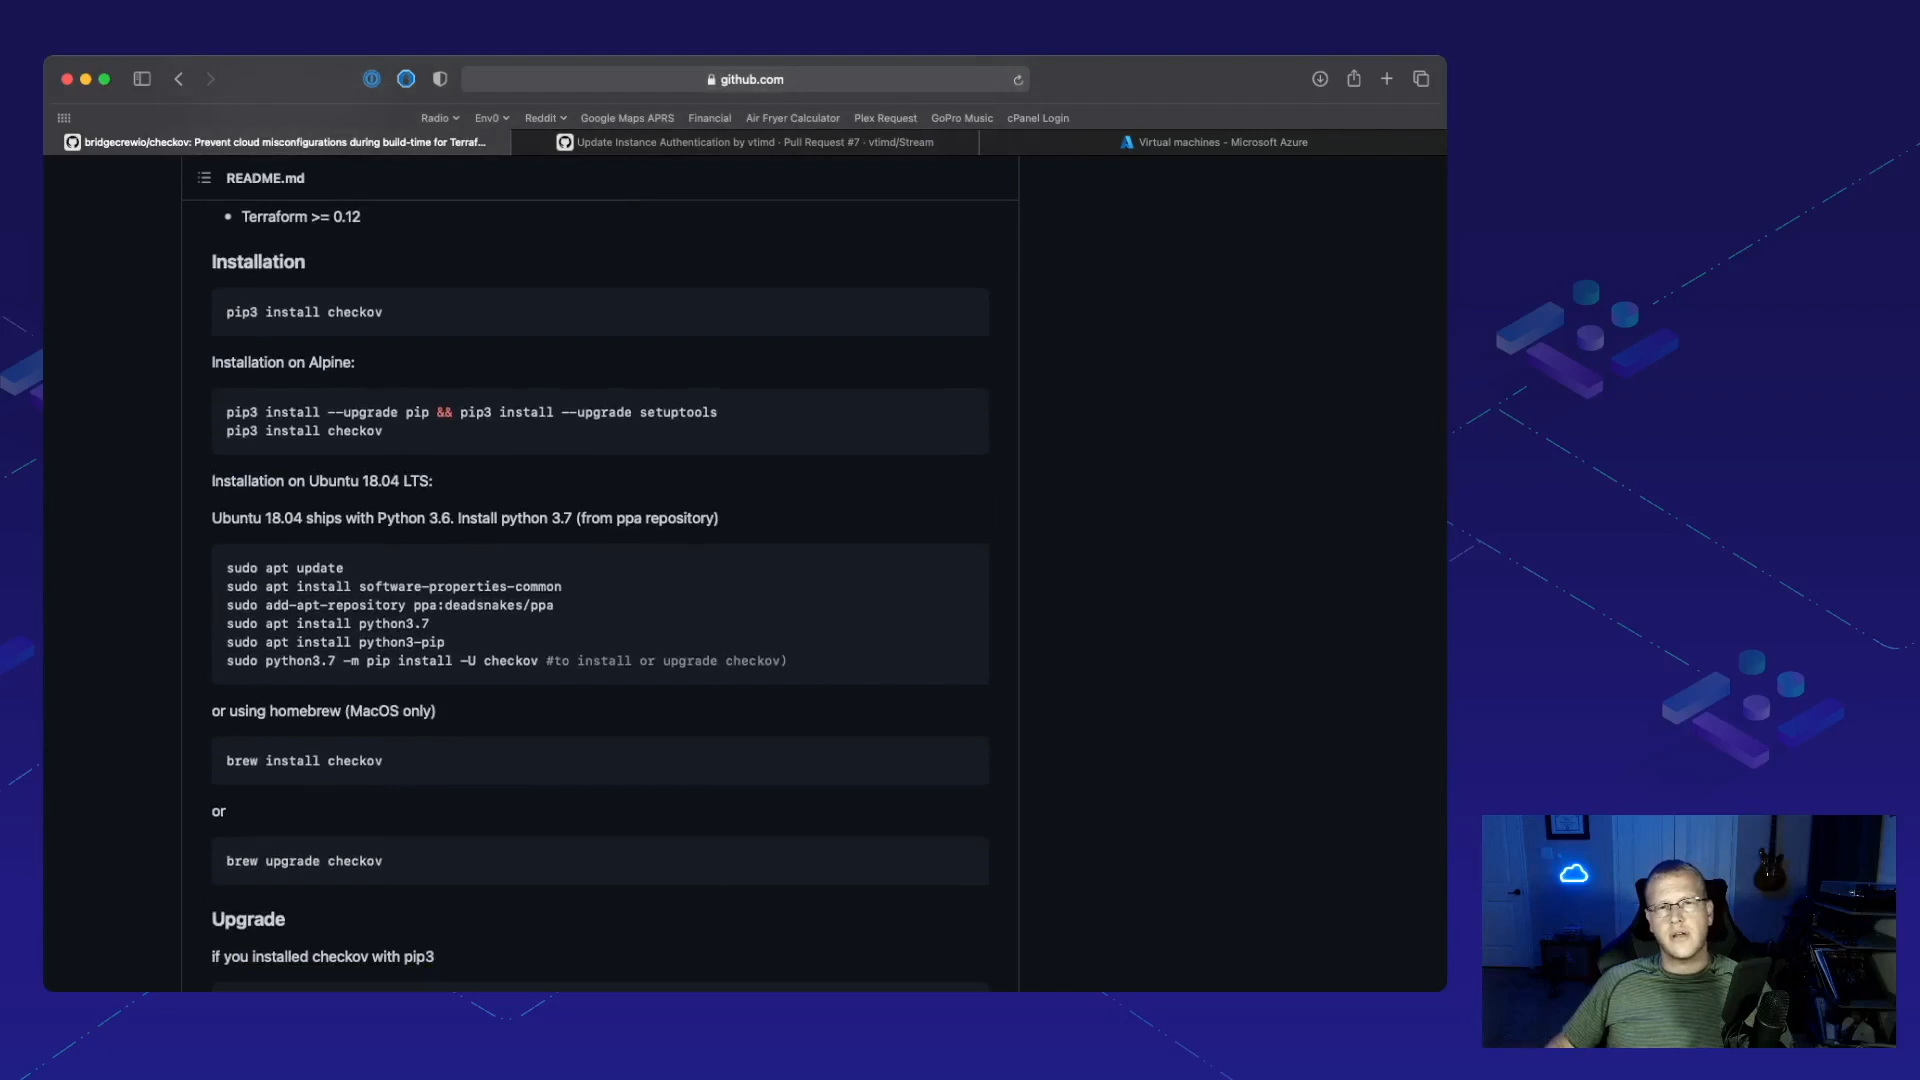 github.com
Radio Env0 Reddit Google Maps APRS Financial Air Fryer Calculator Plex Request GoPro Music cPanel Login
bridgecrewio/checkov: Prevent cloud misconfigurations during build-time for Terraf... Update Instance Authentication by vtimd · Pull Request #7 · vtimd/Stream Virtual machines - Microsoft Azure
README.md
• Terraform >= 0.12
Installation
pip3 install checkov
Installation on Alpine:
pip3 install --upgrade pip && pip3 install --upgrade setuptools
pip3 install checkov
Installation on Ubuntu 18.04 LTS:
Ubuntu 18.04 ships with Python 3.6. Install python 3.7 (from ppa repository)
sudo apt update
sudo apt install software-properties-common
sudo add-apt-repository ppa:deadsnakes/ppa
sudo apt install python3.7
sudo apt install python3-pip
sudo python3.7 -m pip install -U checkov #to install or upgrade checkov)
or using homebrew (MacOS only)
brew install checkov
or
brew upgrade checkov
Upgrade
if you installed checkov with pip3